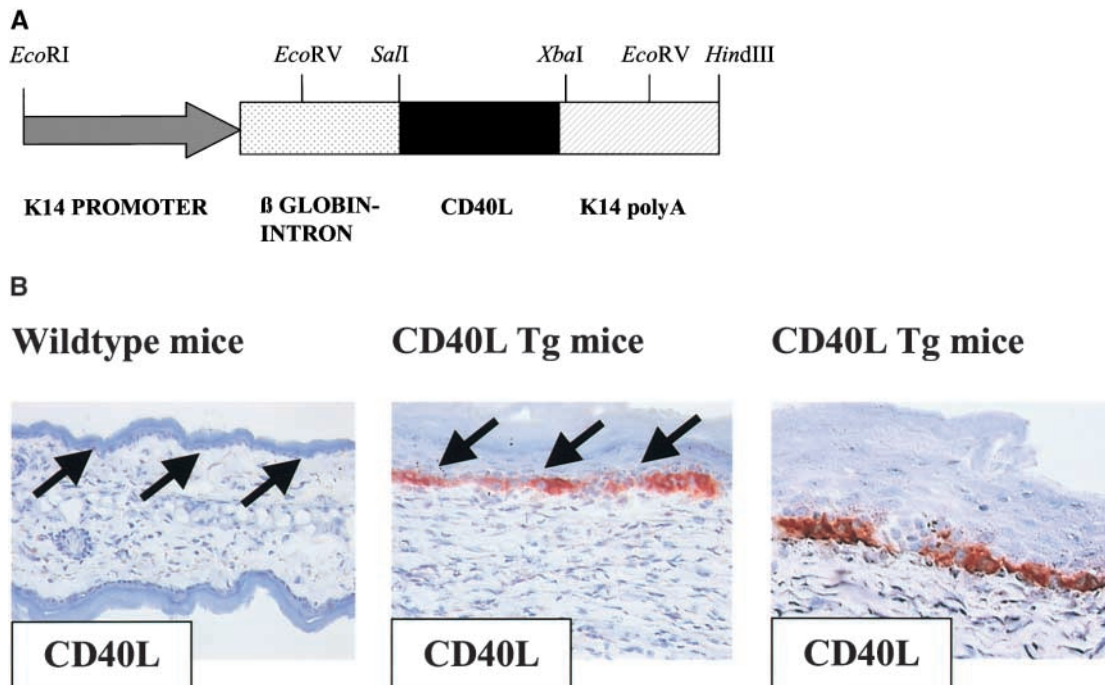 A
EcoRI EcoRV SalI XbaI EcoRV HindIII
K14 PROMOTER ß GLOBIN- CD40L K14 polyA
INTRON
B
Wildtype mice CD40L Tg mice CD40L Tg mice
CD40L CD40L CD40L